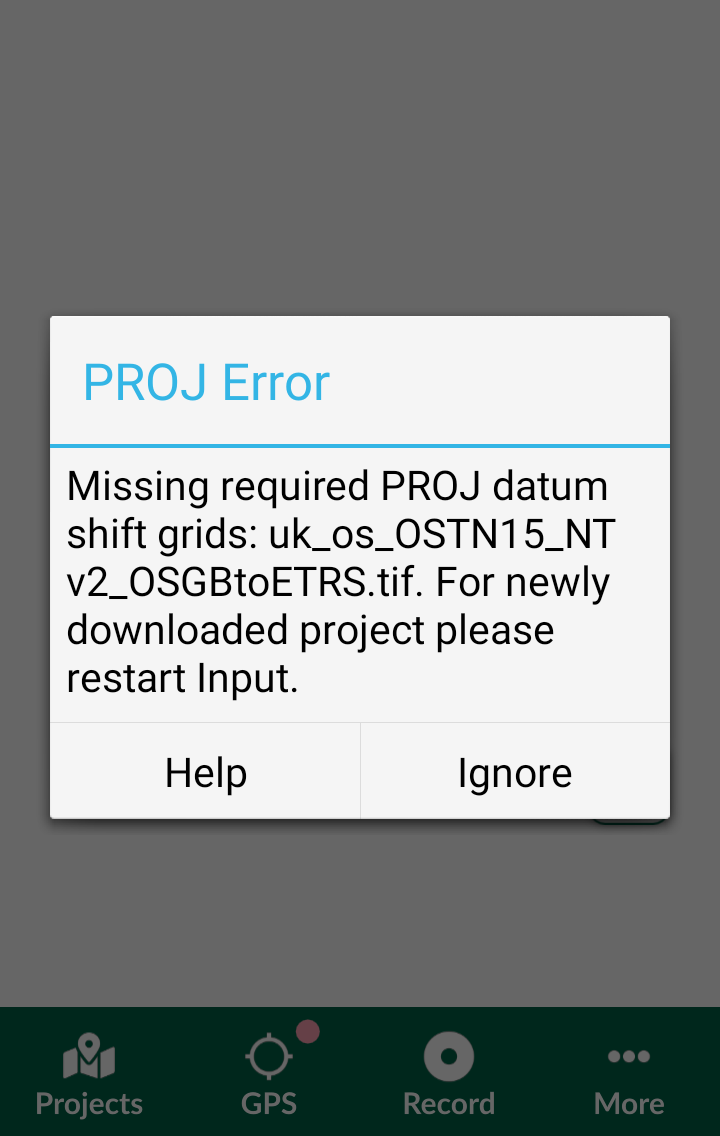 PROJ Error
Missing required PROJ datum
shift grids: uk_os_OSTN15_NT
v2_OSGBtoETRS.tif. For newly
downloaded project please
restart Input.
Help
Ignore
Projects
GPS
Record
More